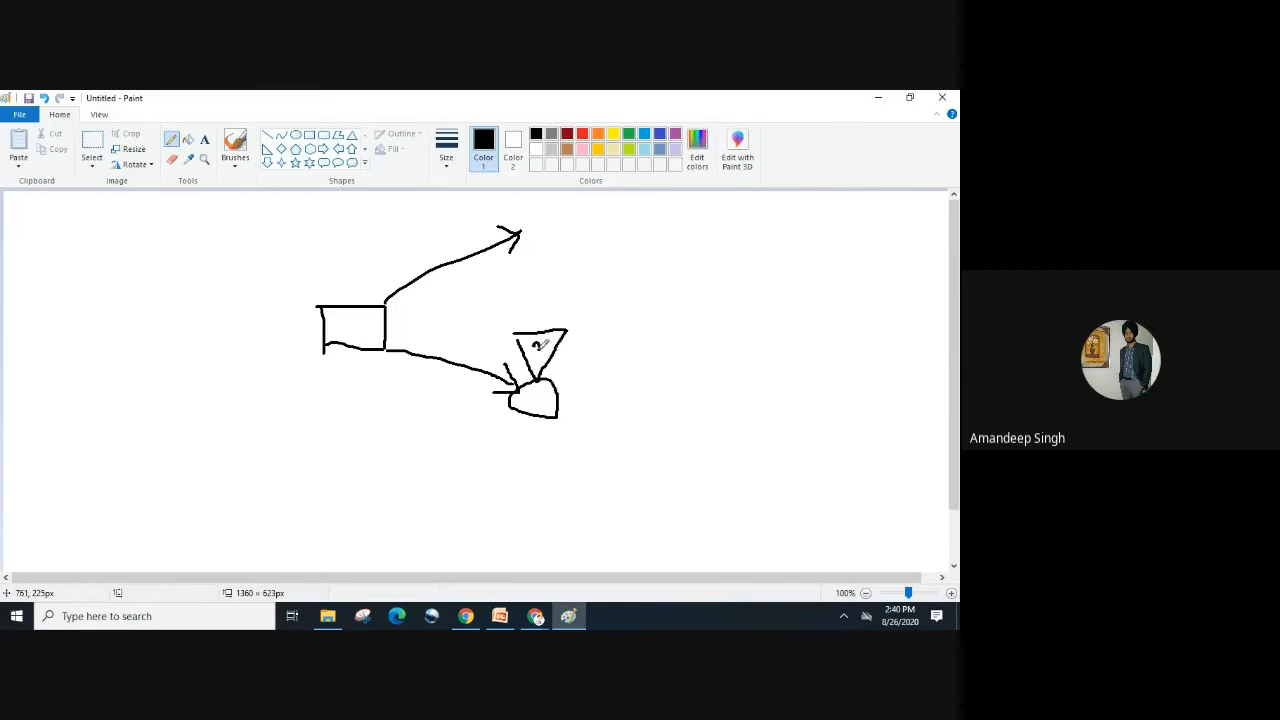 Untitled - Paint
File
Home
View
Paste
Cut
Copy
Clipboard
Select
Crop
Resize
Rotate
Image
Tools
Brushes
Outline
Fill
Shapes
Size
Color 1
Color 2
Edit colors
Edit with Paint 3D
Colors
Amandeep Singh
761, 225px
1360 × 623px
100%
Type here to search
2:40 PM
8/26/2020